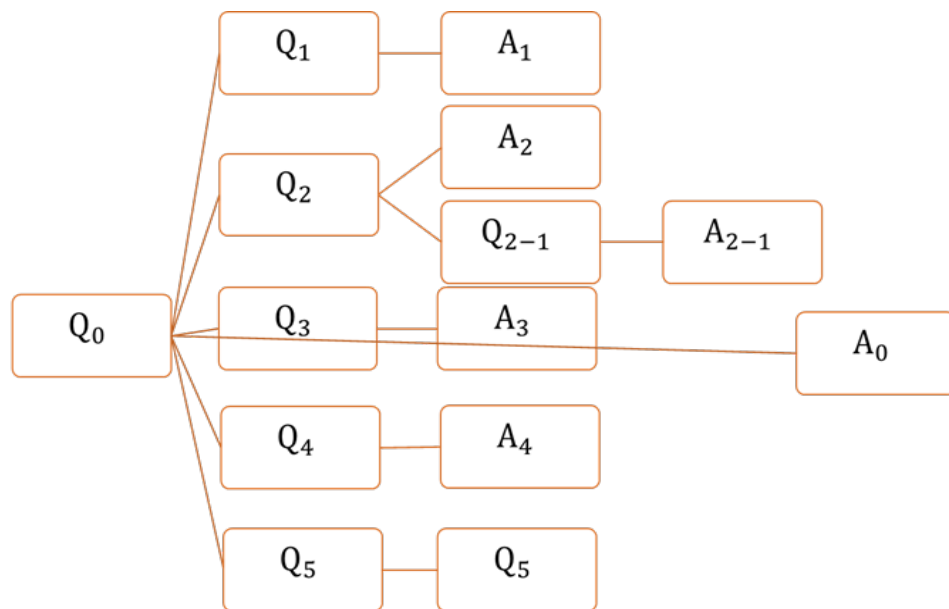 Q₁ A₁
A₂
Q₂
Q₂₋₁ A₂₋₁
Q₀ Q₃ A₃
A₀
Q₄ A₄
Q₅ Q₅